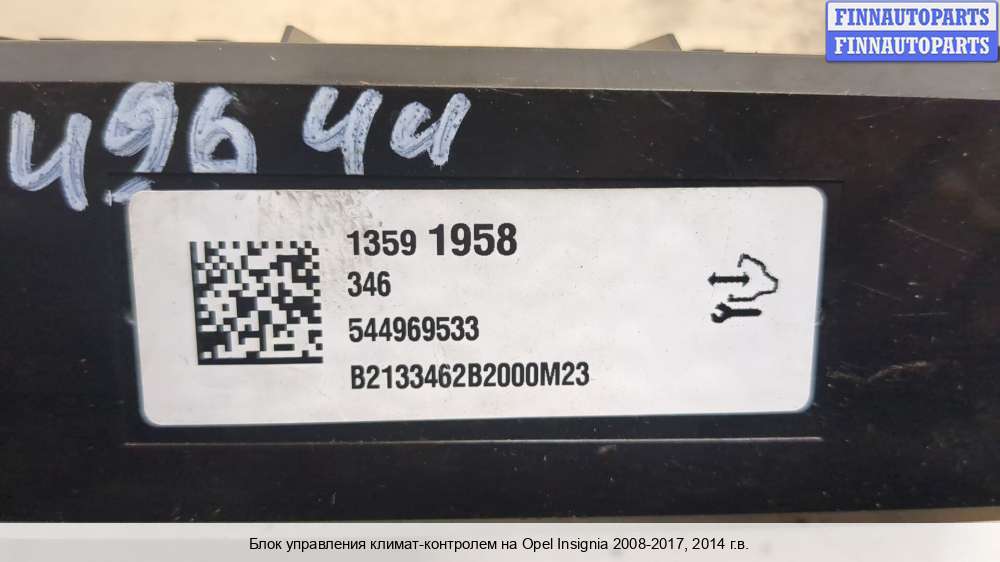 FINNAUTOPARTS
FINNAUTOPARTS
49644
1359 1958
346
544969533
B2133462B2000M23
Блок управления климат-контролем на Opel Insignia 2008-2017, 2014 г.в.